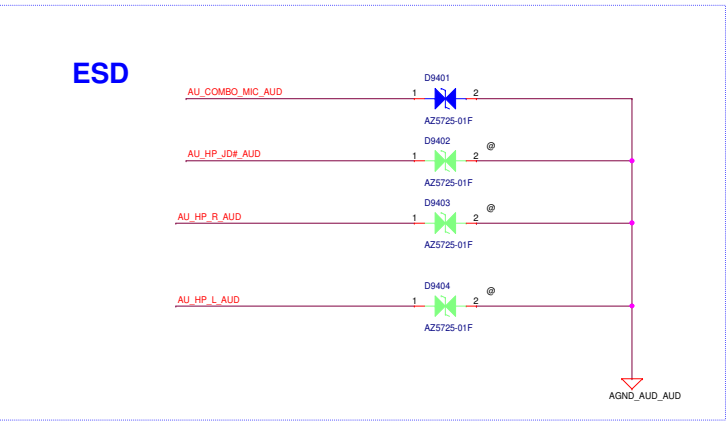 ESD
D9401
AU_COMBO_MIC_AUD 1 2
AZ5725-01F
D9402
@
AU_HP_JD#_AUD 1 2
AZ5725-01F
D9403
@
AU_HP_R_AUD 1 2
AZ5725-01F
D9404
@
AU_HP_L_AUD 1 2
AZ5725-01F
AGND_AUD_AUD